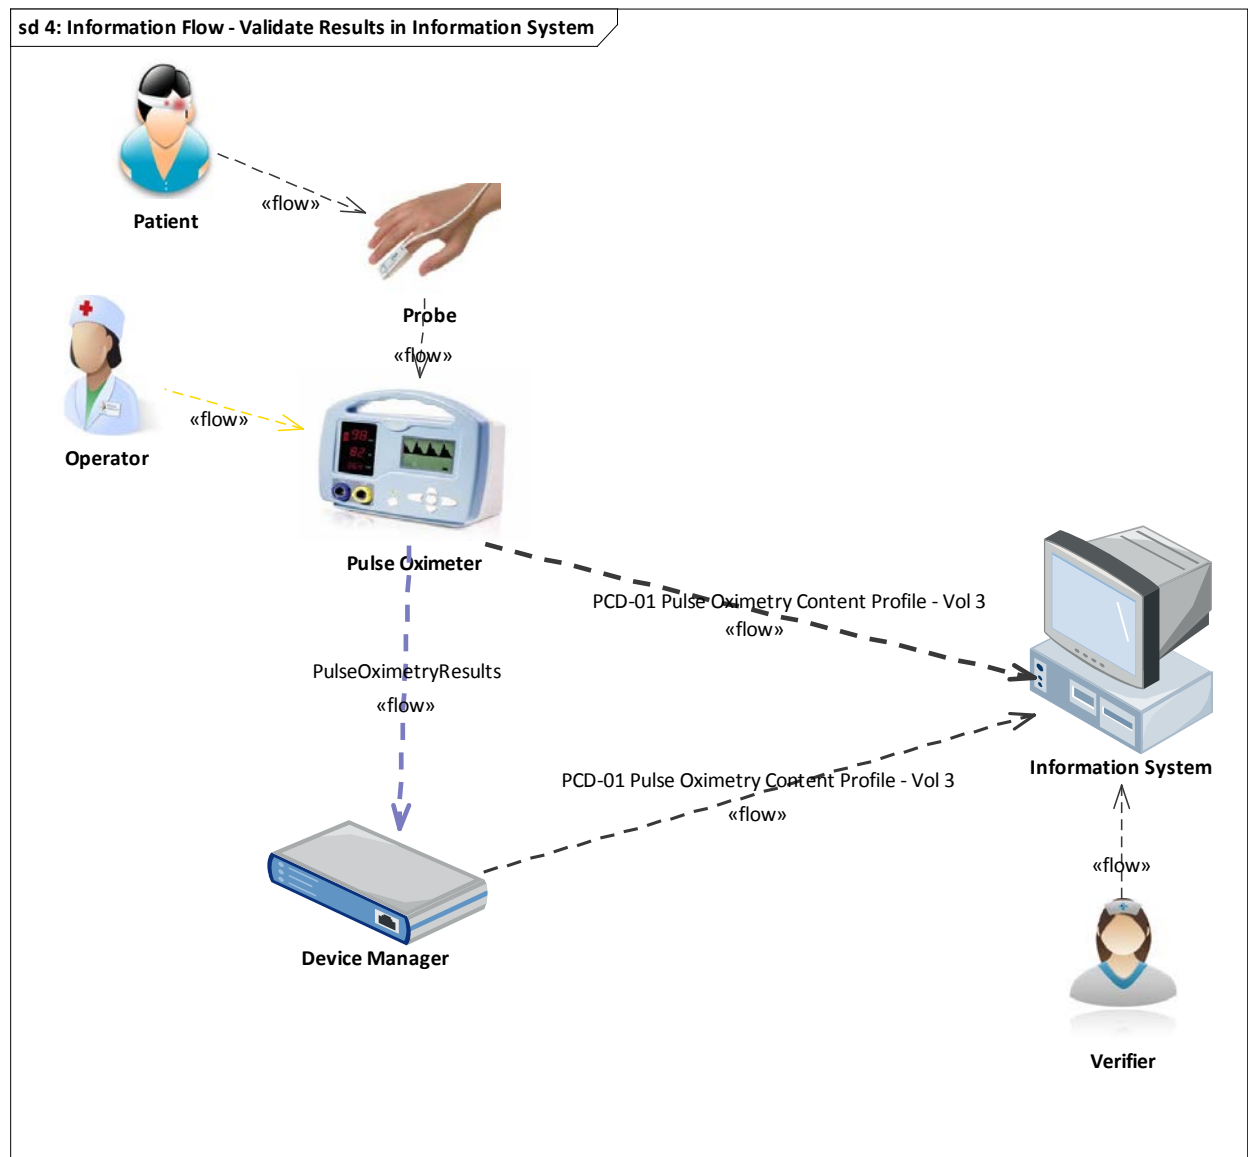 sd 4: Information Flow - Validate Results in Information System
Patient
«flow»
Probe
«flow»
Operator
«flow»
98
82
Pulse Oximeter
PCD-01 Pulse Oximetry Content Profile - Vol 3
«flow»
PulseOximetryResults
«flow»
Information System
PCD-01 Pulse Oximetry Content Profile - Vol 3
«flow»
«flow»
Device Manager
Verifier